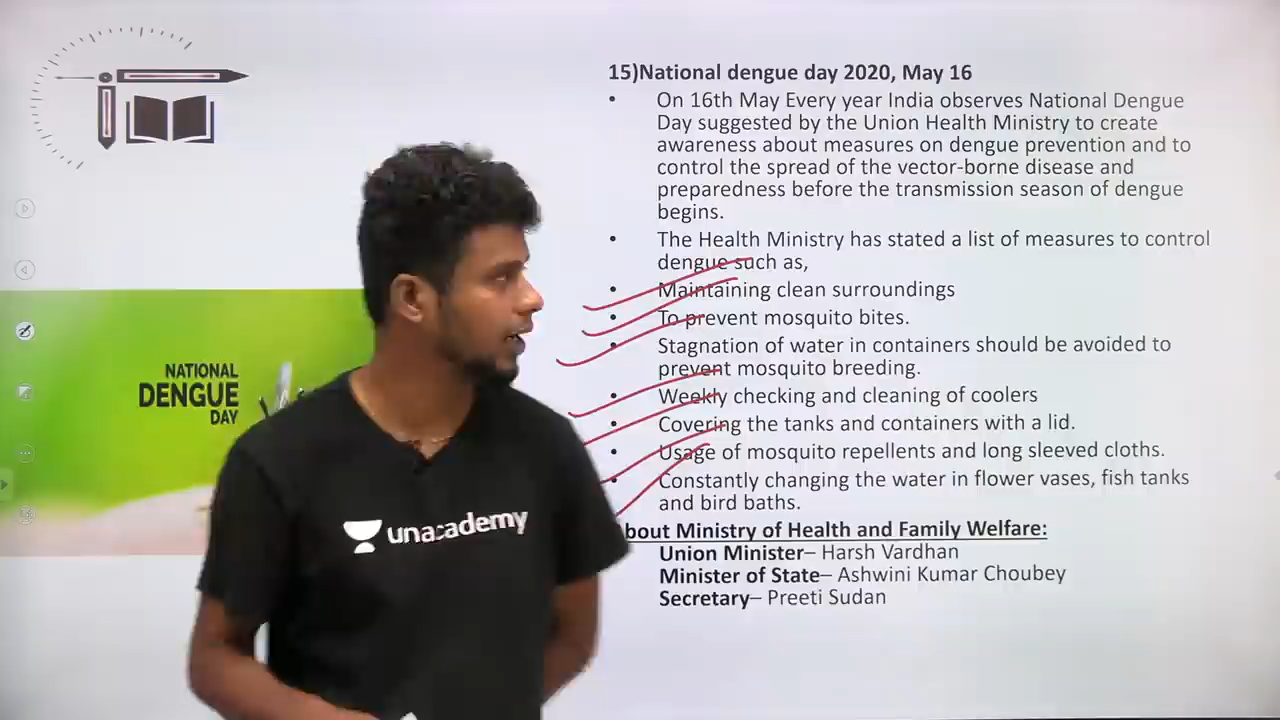 15)National dengue day 2020, May 16
• On 16th May Every year India observes National Dengue
Day suggested by the Union Health Ministry to create
awareness about measures on dengue prevention and to
control the spread of the vector-borne disease and
preparedness before the transmission season of dengue
begins.
• The Health Ministry has stated a list of measures to control
dengue such as,
• Maintaining clean surroundings
• To prevent mosquito bites.
• Stagnation of water in containers should be avoided to
prevent mosquito breeding.
• Weekly checking and cleaning of coolers
• Covering the tanks and containers with a lid.
• Usage of mosquito repellents and long sleeved cloths.
• Constantly changing the water in flower vases, fish tanks
and bird baths.
bout Ministry of Health and Family Welfare:
Union Minister– Harsh Vardhan
Minister of State– Ashwini Kumar Choubey
Secretary– Preeti Sudan
NATIONAL
DENGUE
DAY
unacademy